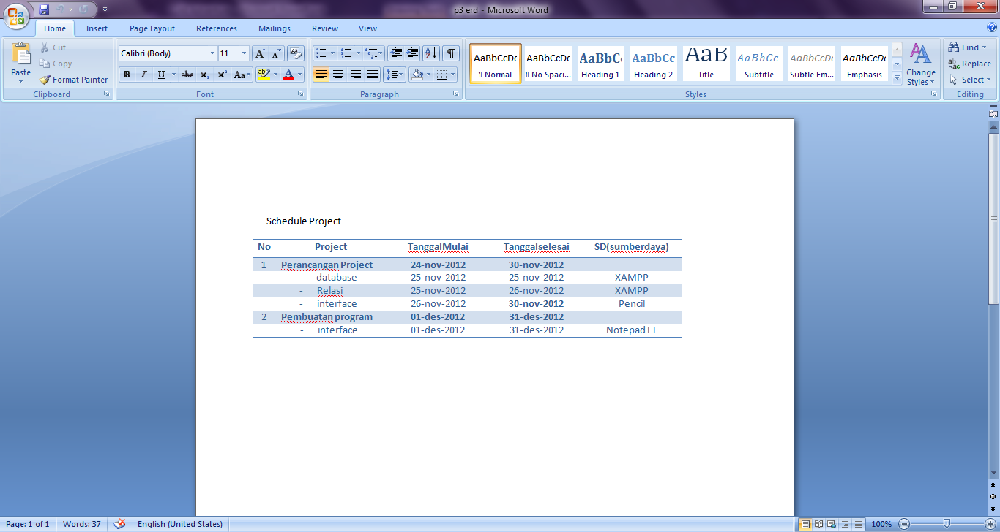 p3 erd - Microsoft Word
Home Insert Page Layout References Mailings Review View
Paste
Cut
Copy
Format Painter
Clipboard
Calibri (Body) 11
Font
Paragraph
AaBbCcDc AaBbCcDc AaBbCc AaBbCc AaB AaBbCc. AaBbCcDc AaBbCcDc
¶ Normal ¶ No Spaci... Heading 1 Heading 2 Title Subtitle Subtle Em... Emphasis
Change Styles
Styles
Find
Replace
Select
Editing
Schedule Project
No Project TanggalMulai Tanggalselesai SD(sumberdaya)
1 Perancangan Project 24-nov-2012 30-nov-2012
- database 25-nov-2012 25-nov-2012 XAMPP
- Relasi 25-nov-2012 26-nov-2012 XAMPP
- interface 26-nov-2012 30-nov-2012 Pencil
2 Pembuatan program 01-des-2012 31-des-2012
- interface 01-des-2012 31-des-2012 Notepad++
Page: 1 of 1 Words: 37 English (United States) 100%